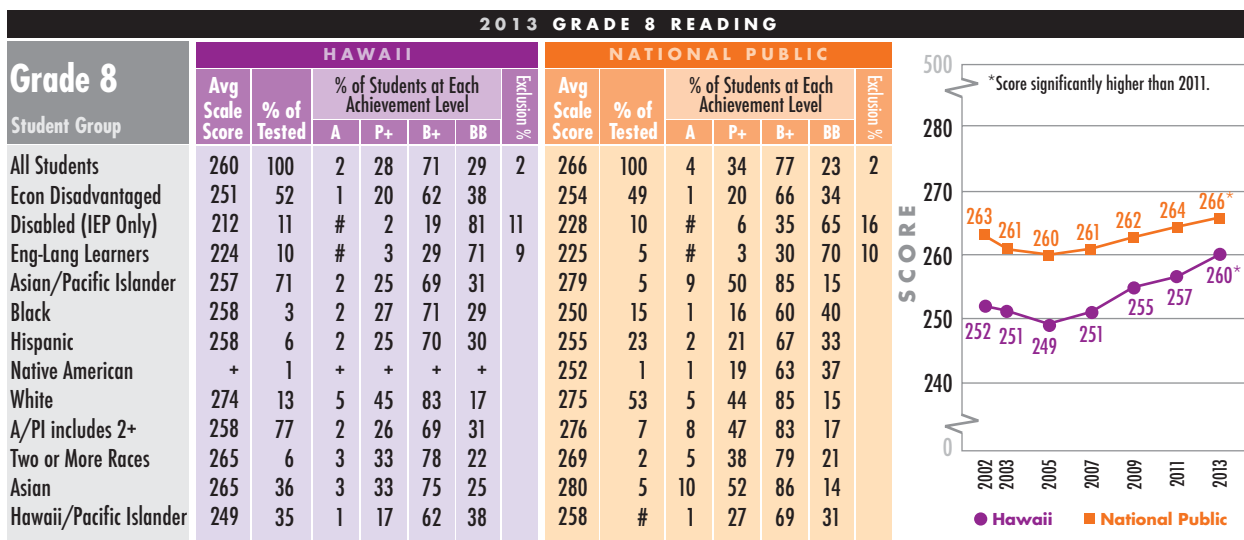 2013 GRADE 8 READING
Grade 8
Student Group
HAWAII
Avg Scale Score
% of Tested
% of Students at Each Achievement Level
A P+ B+ BB
Exclusion %
NATIONAL PUBLIC
Avg Scale Score
% of Tested
% of Students at Each Achievement Level
A P+ B+ BB
Exclusion %
All Students 260 100 2 28 71 29 2 266 100 4 34 77 23 2
Econ Disadvantaged 251 52 1 20 62 38 254 49 1 20 66 34
Disabled (IEP Only) 212 11 # 2 19 81 11 228 10 # 6 35 65 16
Eng-Lang Learners 224 10 # 3 29 71 9 225 5 # 3 30 70 10
Asian/Pacific Islander 257 71 2 25 69 31 279 5 9 50 85 15
Black 258 3 2 27 71 29 250 15 1 16 60 40
Hispanic 258 6 2 25 70 30 255 23 2 21 67 33
Native American + 1 + + + + 252 1 1 19 63 37
White 274 13 5 45 83 17 275 53 5 44 85 15
A/PI includes 2+ 258 77 2 26 69 31 276 7 8 47 83 17
Two or More Races 265 6 3 33 78 22 269 2 5 38 79 21
Asian 265 36 3 33 75 25 280 5 10 52 86 14
Hawaii/Pacific Islander 249 35 1 17 62 38 258 # 1 27 69 31
*Score significantly higher than 2011.
SCORE
500
280
270
260
250
240
0
263 261 260 261 262 264 266*
252 251 249 251 255 257 260*
2002 2003 2005 2007 2009 2011 2013
Hawaii National Public